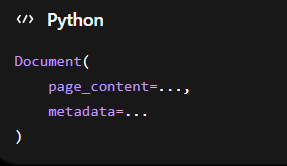 </> Python
Document(
    page_content=...,
    metadata=...
)